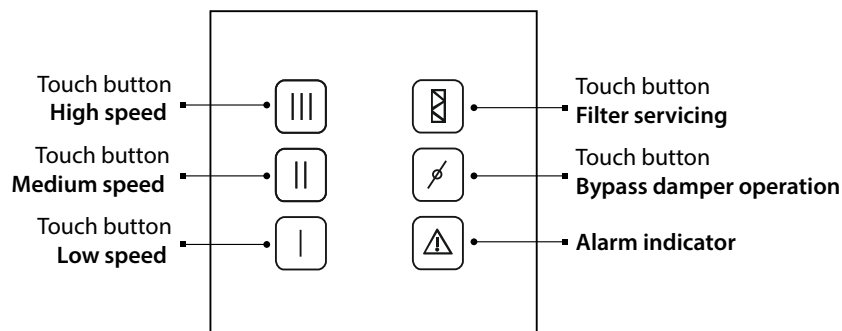 Touch button
High speed
Touch button
Medium speed
Touch button
Low speed
Touch button
Filter servicing
Touch button
Bypass damper operation
Alarm indicator